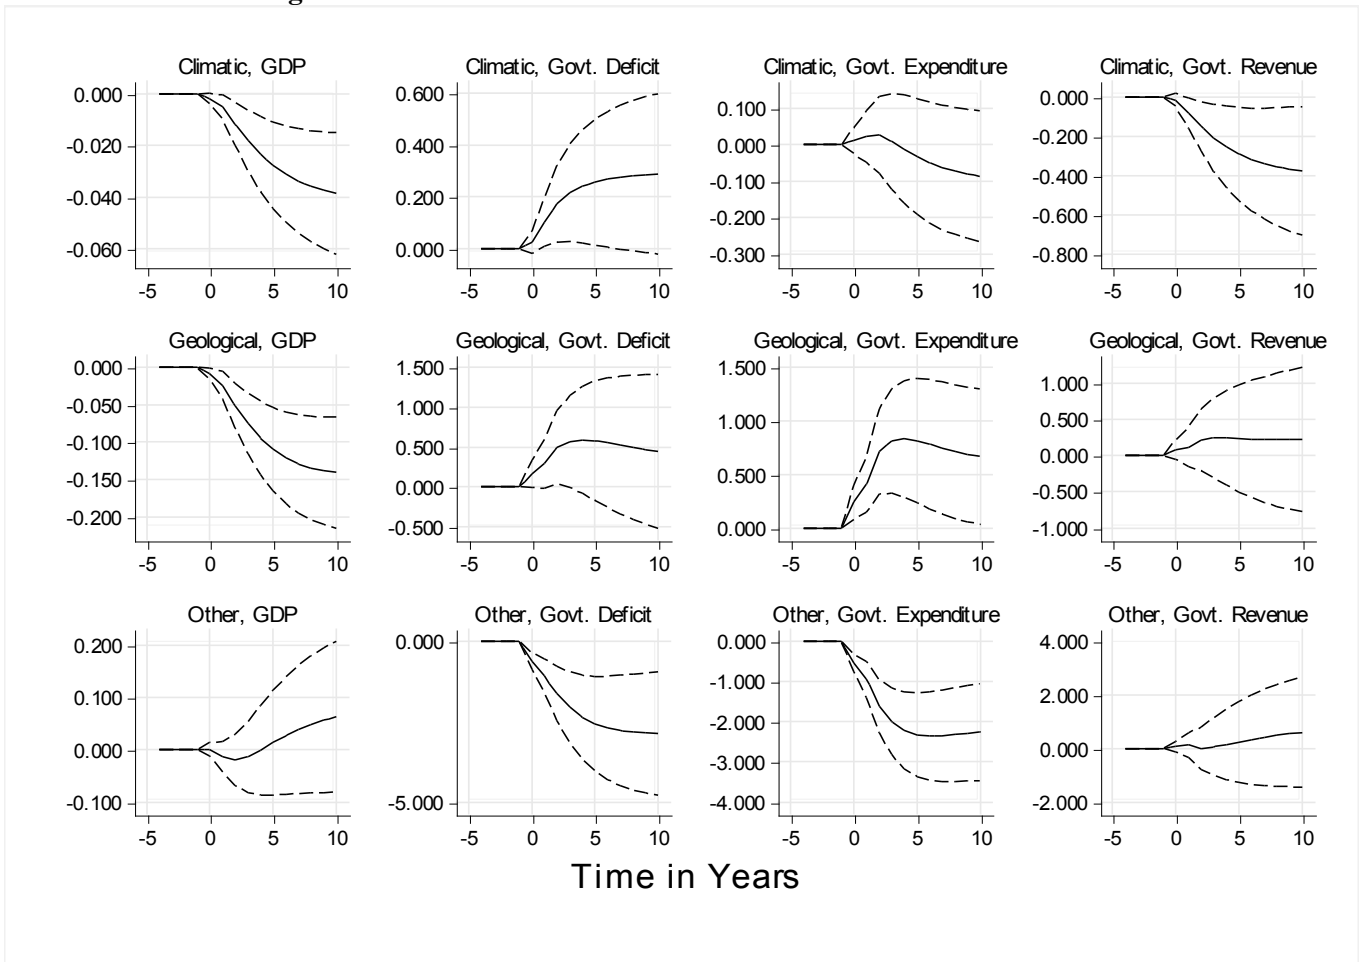 Climatic, GDP
0.000
-0.020
-0.040
-0.060
-5 0 5 10
Climatic, Govt. Deficit
0.600
0.400
0.200
0.000
-5 0 5 10
Climatic, Govt. Expenditure
0.100
0.000
-0.100
-0.200
-0.300
-5 0 5 10
Climatic, Govt. Revenue
0.000
-0.200
-0.400
-0.600
-0.800
-5 0 5 10
Geological, GDP
0.000
-0.050
-0.100
-0.150
-0.200
-5 0 5 10
Geological, Govt. Deficit
1.500
1.000
0.500
0.000
-0.500
-5 0 5 10
Geological, Govt. Expenditure
1.500
1.000
0.500
0.000
-5 0 5 10
Geological, Govt. Revenue
1.000
0.500
0.000
-0.500
-1.000
-5 0 5 10
Other, GDP
0.200
0.100
0.000
-0.100
-5 0 5 10
Other, Govt. Deficit
0.000
-5.000
-5 0 5 10
Other, Govt. Expenditure
0.000
-1.000
-2.000
-3.000
-4.000
-5 0 5 10
Other, Govt. Revenue
4.000
2.000
0.000
-2.000
-5 0 5 10
Time in Years